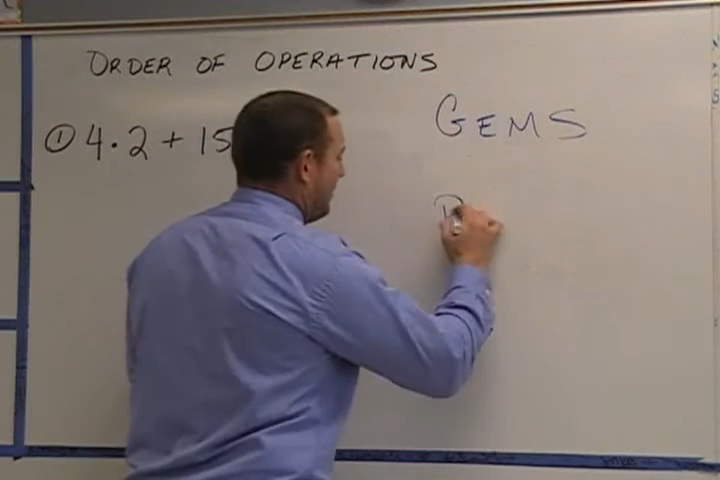 ORDER OF OPERATIONS
① 4 · 2 + 15
GEMS
P